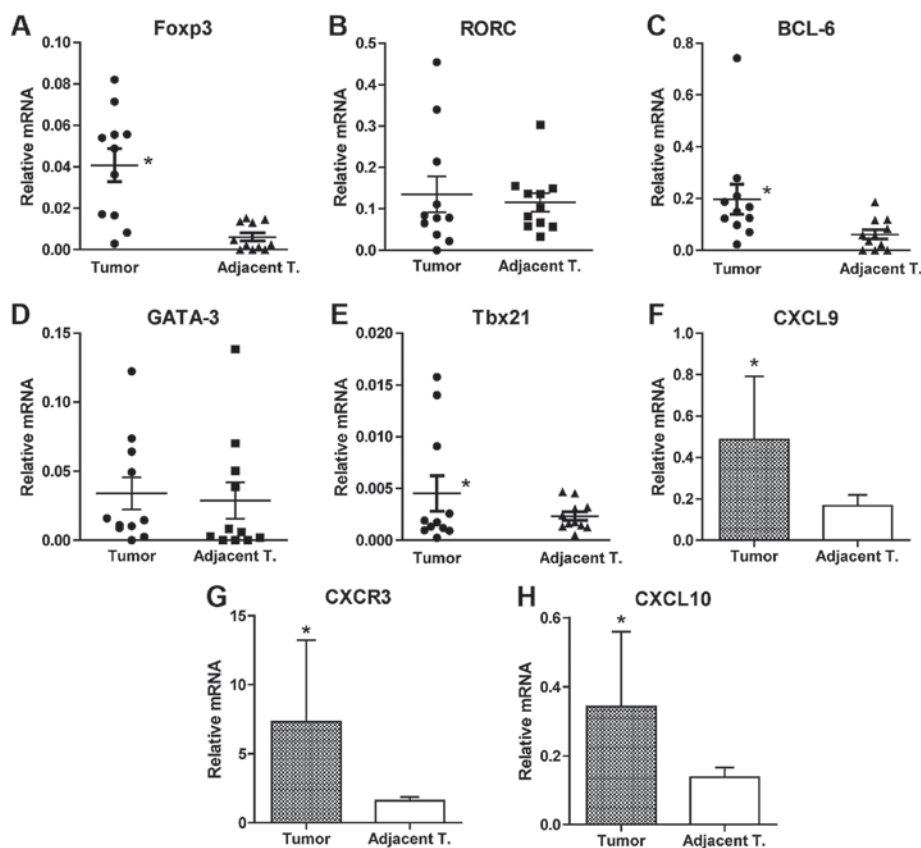 A Foxp3
Relative mRNA
0.10
0.08
0.06
0.04
0.02
0.00
*
Tumor Adjacent T.
B RORC
Relative mRNA
0.5
0.4
0.3
0.2
0.1
0.0
Tumor Adjacent T.
C BCL-6
Relative mRNA
0.8
0.6
0.4
0.2
0.0
*
Tumor Adjacent T.
D GATA-3
Relative mRNA
0.15
0.10
0.05
0.00
Tumor Adjacent T.
E Tbx21
Relative mRNA
0.020
0.015
0.010
0.005
0.000
*
Tumor Adjacent T.
F CXCL9
Relative mRNA
1.0
0.8
0.6
0.4
0.2
0.0
*
Tumor Adjacent T.
G CXCR3
Relative mRNA
15
10
5
0
*
Tumor Adjacent T.
H CXCL10
Relative mRNA
0.6
0.4
0.2
0.0
*
Tumor Adjacent T.